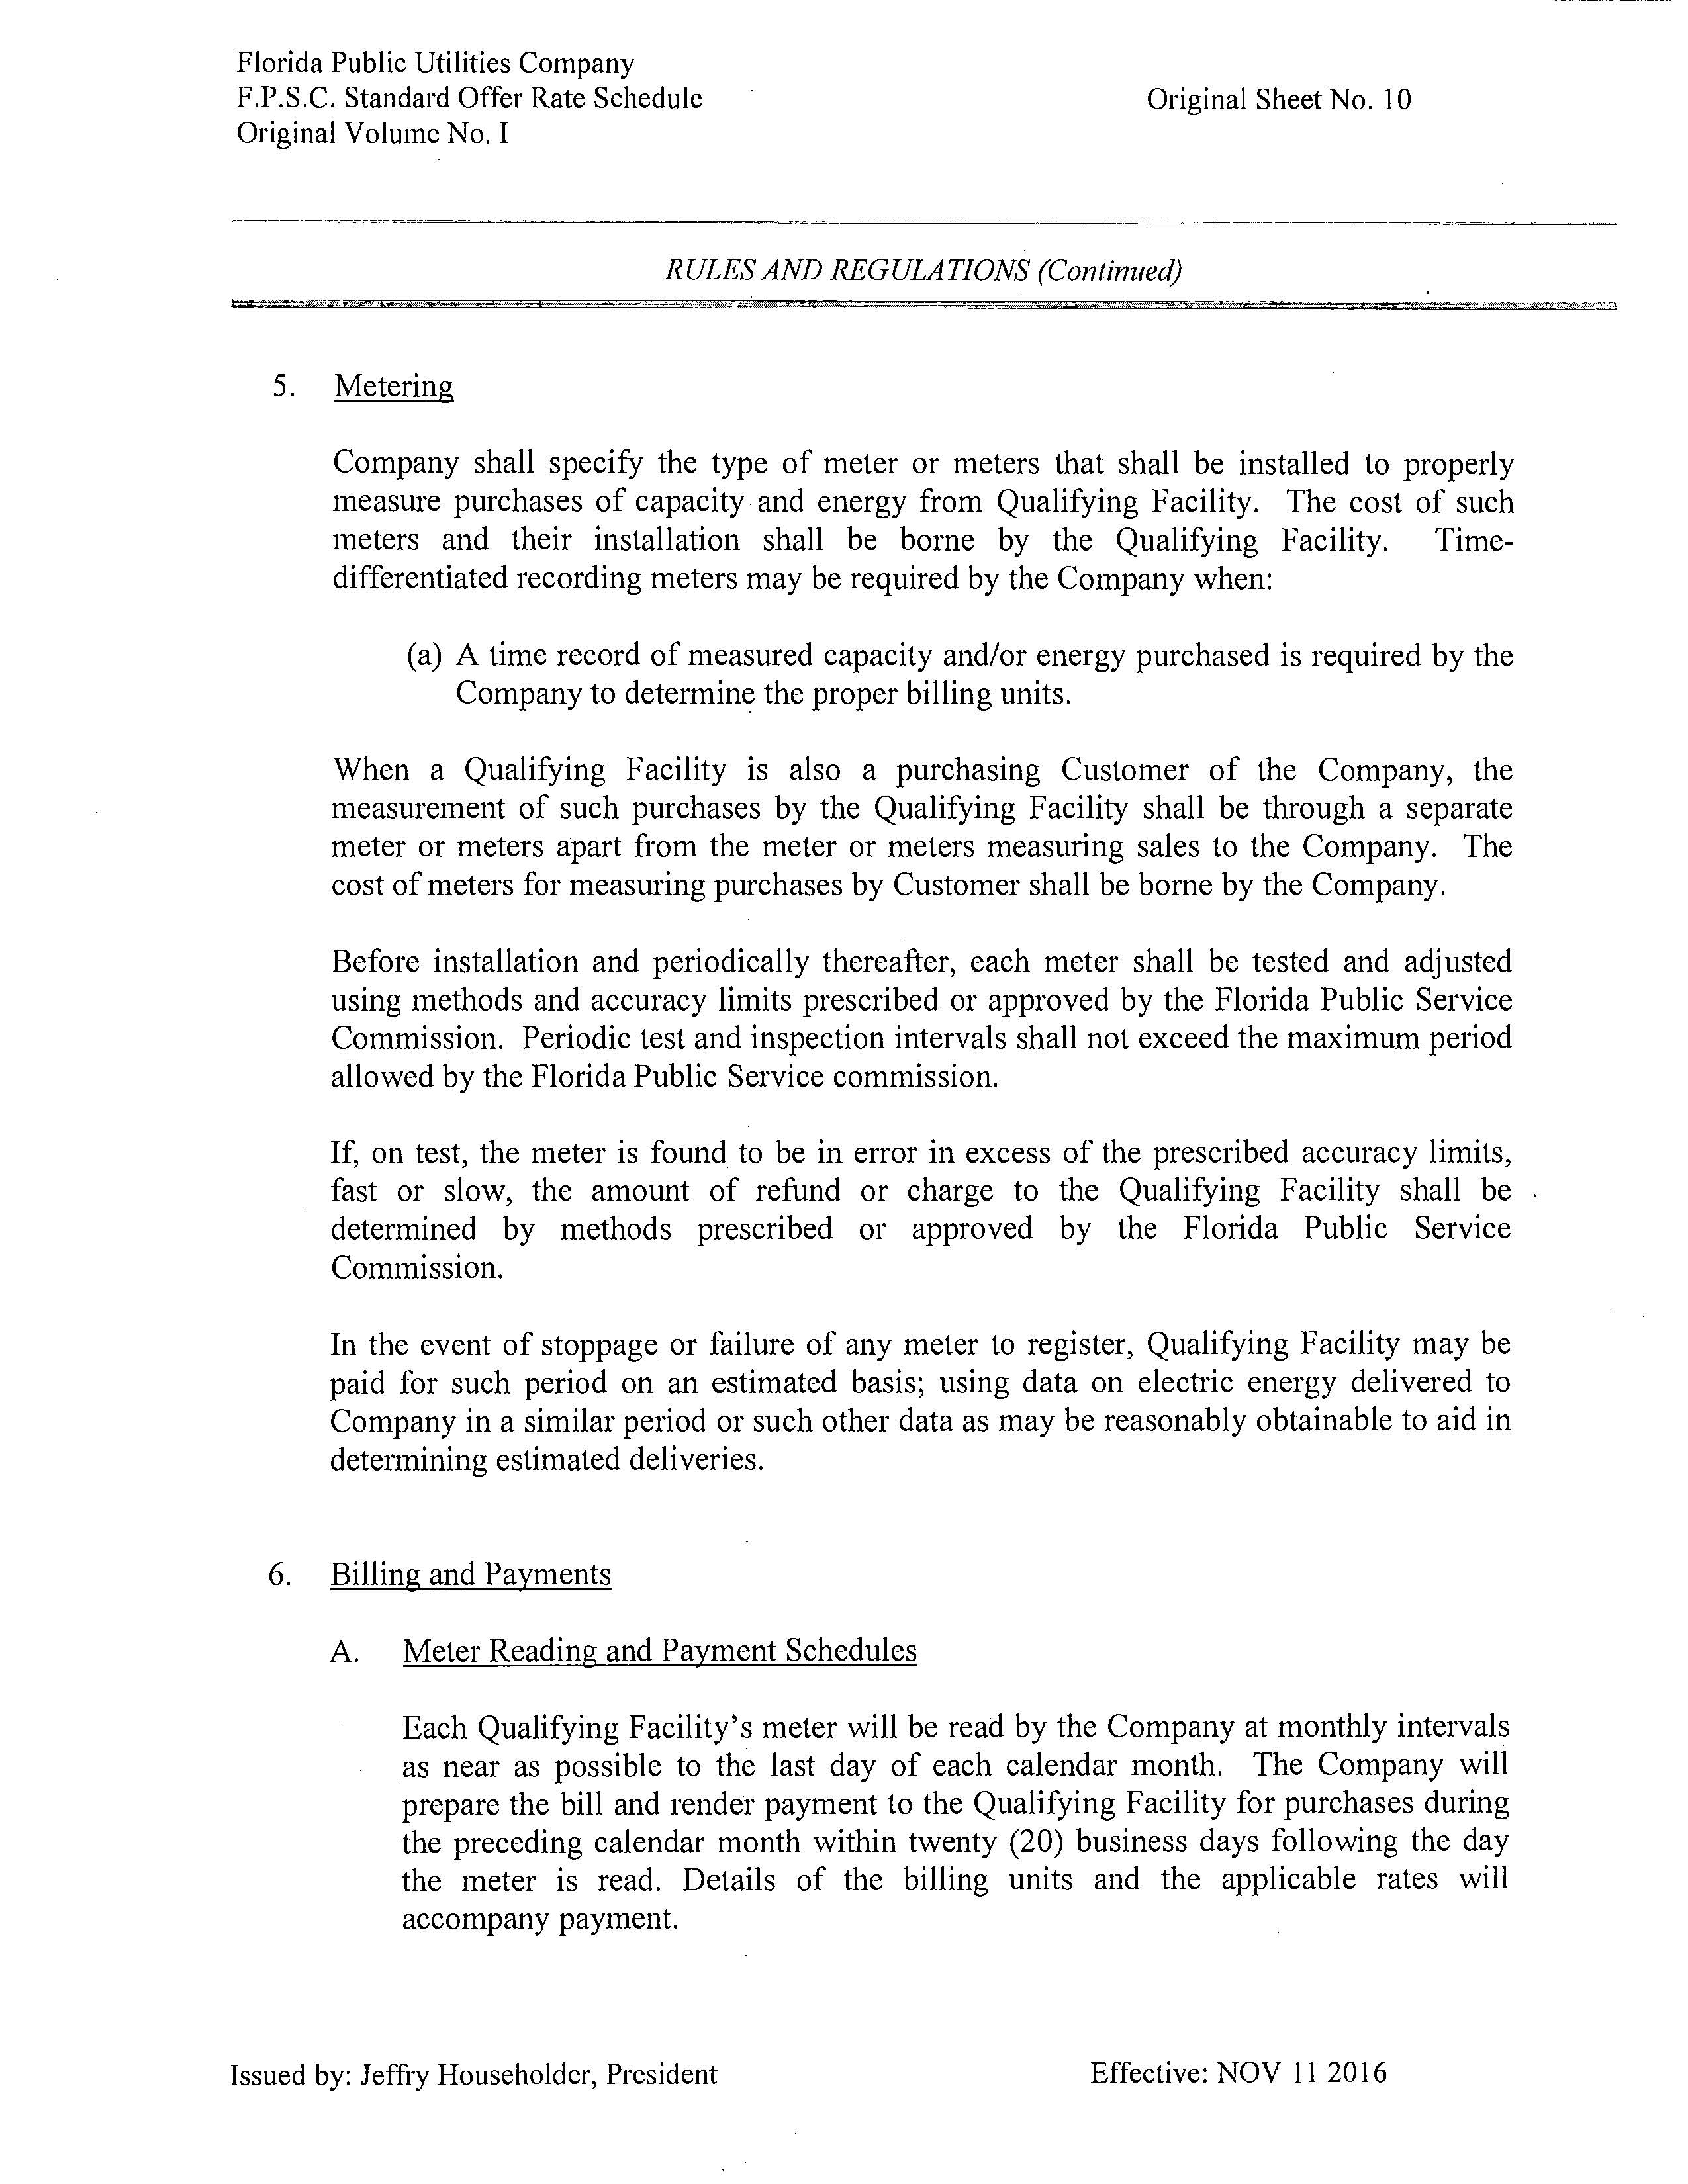 Florida Public Utilities Company
F.P.S.C. Standard Offer Rate Schedule
Original Sheet No. 10
Original Volume No. I
RULES AND REGULATIONS (Continued)
5. Metering
Company shall specify the type of meter or meters that shall be installed to properly
measure purchases of capacity and energy from Qualifying Facility. The cost of such
meters and their installation shall be borne by the Qualifying Facility. Time-
differentiated recording meters may be required by the Company when:
(a) A time record of measured capacity and/or energy purchased is required by the
Company to determine the proper billing units.
When a Qualifying Facility is also a purchasing Customer of the Company, the
measurement of such purchases by the Qualifying Facility shall be through a separate
meter or meters apart from the meter or meters measuring sales to the Company. The
cost of meters for measuring purchases by Customer shall be borne by the Company.
Before installation and periodically thereafter, each meter shall be tested and adjusted
using methods and accuracy limits prescribed or approved by the Florida Public Service
Commission. Periodic test and inspection intervals shall not exceed the maximum period
allowed by the Florida Public Service commission.
If, on test, the meter is found to be in error in excess of the prescribed accuracy limits,
fast or slow, the amount of refund or charge to the Qualifying Facility shall be
determined by methods prescribed or approved by the Florida Public Service
Commission.
In the event of stoppage or failure of any meter to register, Qualifying Facility may be
paid for such period on an estimated basis; using data on electric energy delivered to
Company in a similar period or such other data as may be reasonably obtainable to aid in
determining estimated deliveries.
6. Billing and Payments
A. Meter Reading and Payment Schedules
Each Qualifying Facility's meter will be read by the Company at monthly intervals
as near as possible to the last day of each calendar month. The Company will
prepare the bill and render payment to the Qualifying Facility for purchases during
the preceding calendar month within twenty (20) business days following the day
the meter is read. Details of the billing units and the applicable rates will
accompany payment.
Issued by: Jeffry Householder, President
Effective: NOV 11 2016